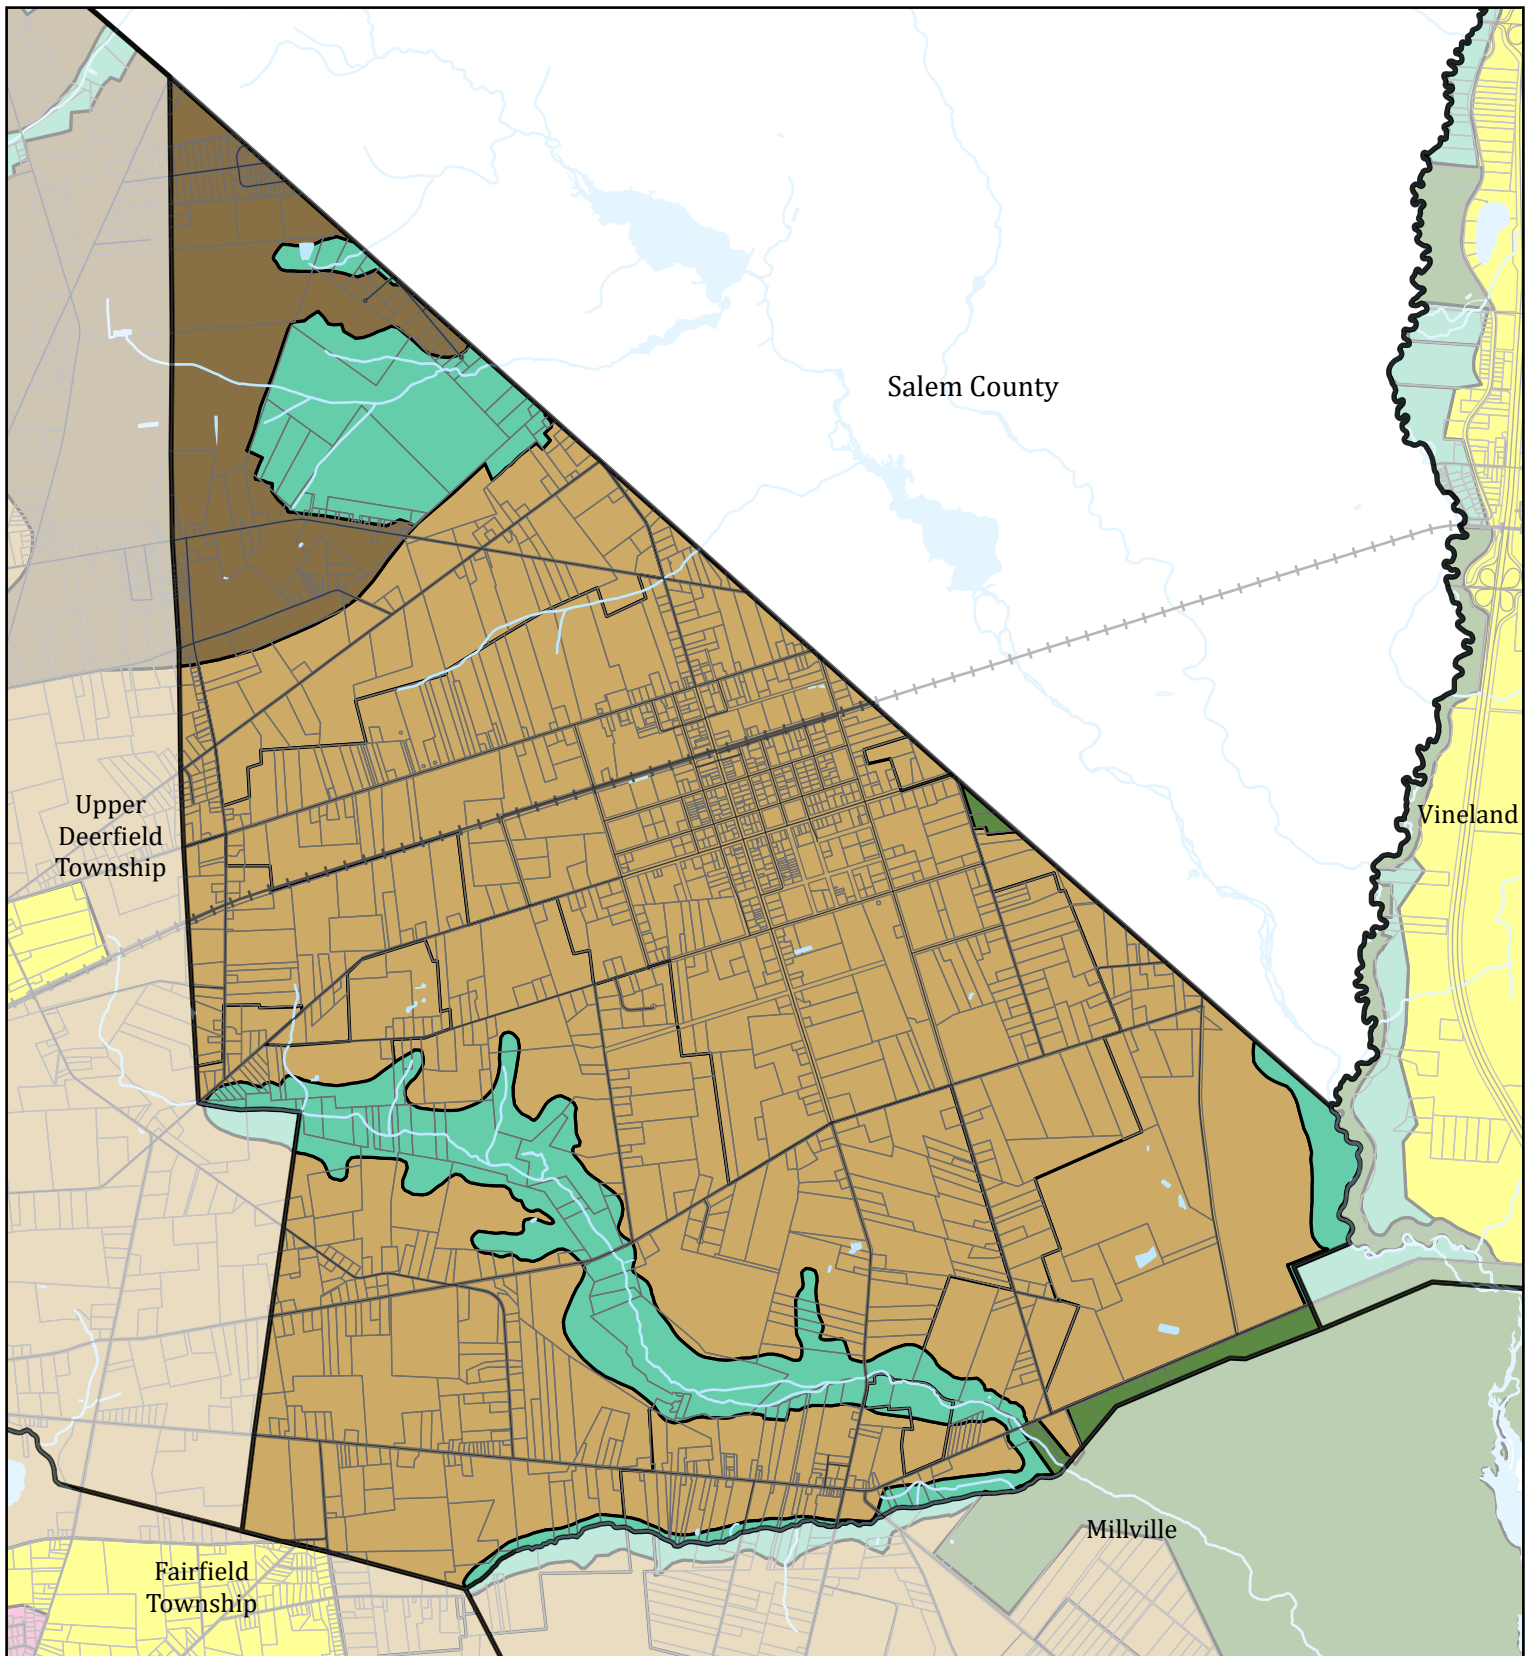 Salem County
Upper
Deerfield
Township
Vineland
Millville
Fairfield
Township